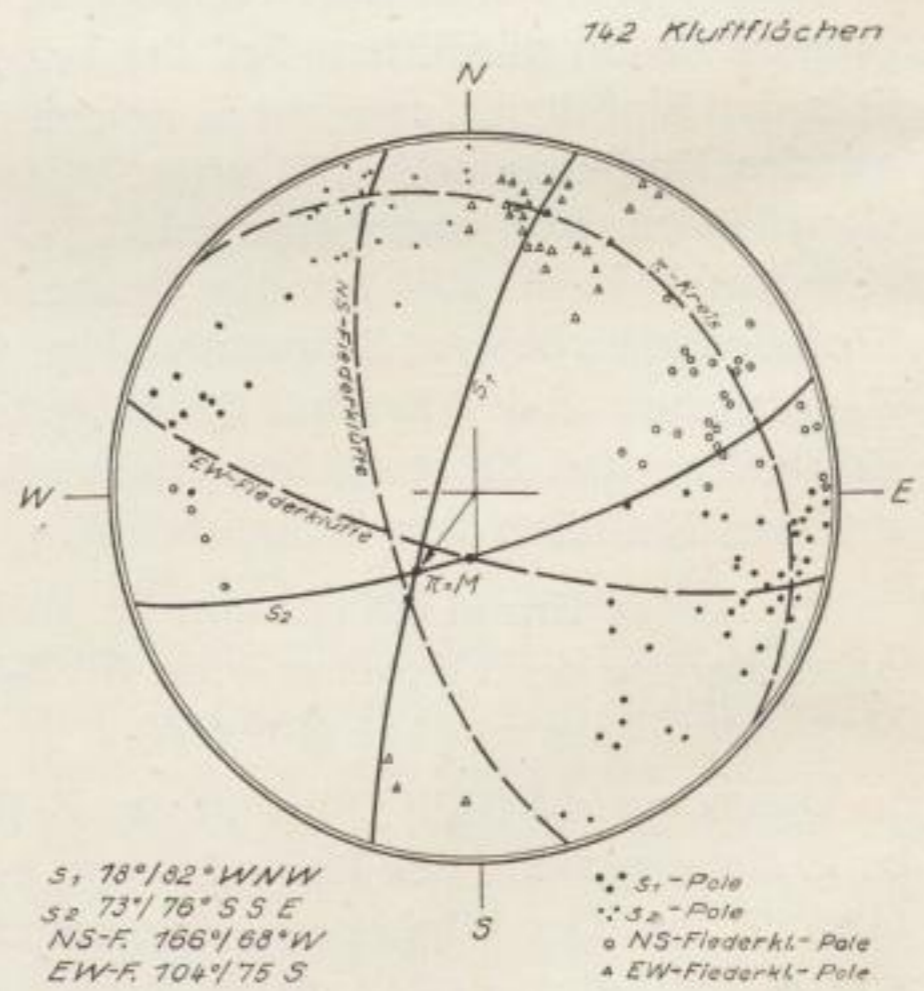 142 Kluftflächen
N
π-Kreis
NS-Fiederklüfte
S₁
EW-Fiederklüfte
W
E
π=M
S₂
S
S₁ 18°/82° WNW
S₂ 73°/76° SSE
NS-F. 166°/68° W
EW-F. 104°/75 S
S₁-Pole
S₂-Pole
NS-Fiederkl.-Pole
EW-Fiederkl.-Pole